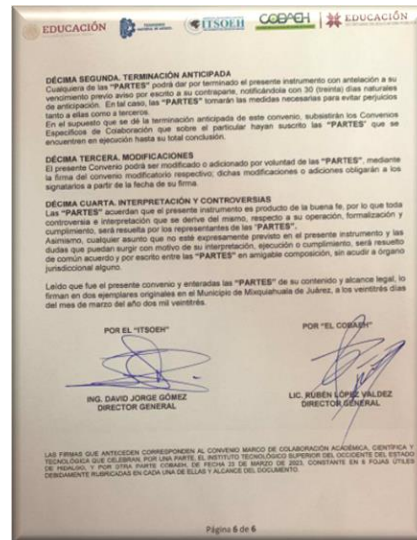 EDUCACIÓN
ITSOEH
COBAEH
EDUCACIÓN
DÉCIMA SEGUNDA. TERMINACIÓN ANTICIPADA
Cualquiera de las "PARTES" podrá dar por terminado el presente instrumento con antelación a su
vencimiento previo aviso por escrito a su contraparte, notificándola con 30 (treinta) días naturales
de anticipación. En tal caso, las "PARTES" tomarán las medidas necesarias para evitar perjuicios
tanto a ellas como a terceros.
En el supuesto que se dé la terminación anticipada de este convenio, subsistirán los Convenios
Específicos de Colaboración que sobre el particular hayan suscrito las "PARTES" que se
encuentren en ejecución hasta su total conclusión.
DÉCIMA TERCERA. MODIFICACIONES
El presente Convenio podrá ser modificado o adicionado por voluntad de las "PARTES", mediante
la firma del convenio modificatorio respectivo; dichas modificaciones o adiciones obligarán a los
signatarios a partir de la fecha de su firma.
DÉCIMA CUARTA. INTERPRETACIÓN Y CONTROVERSIAS
Las "PARTES" acuerdan que el presente instrumento es producto de la buena fe, por lo que toda
controversia e interpretación que se derive del mismo, respecto a su operación, formalización y
cumplimiento, será resuelta por los representantes de las "PARTES".
Asimismo, cualquier asunto que no esté expresamente previsto en el presente instrumento y las
dudas que puedan surgir con motivo de su interpretación, ejecución o cumplimiento, será resuelto
de común acuerdo y por escrito entre las "PARTES" en amigable composición, sin acudir a órgano
jurisdiccional alguno.
Leído que fue el presente convenio y enteradas las "PARTES" de su contenido y alcance legal, lo
firman en dos ejemplares originales en el Municipio de Mixquiahuala de Juárez, a los veintitrés días
del mes de marzo del año dos mil veintitrés.
POR EL "ITSOEH"
POR "EL COBAEH"
ING. DAVID JORGE GÓMEZ
DIRECTOR GENERAL
LIC. RUBÉN LÓPEZ VALDEZ
DIRECTOR GENERAL
LAS FIRMAS QUE ANTECEDEN CORRESPONDEN AL CONVENIO MARCO DE COLABORACIÓN ACADÉMICA, CIENTÍFICA Y
TECNOLÓGICA QUE CELEBRAN, POR UNA PARTE, EL INSTITUTO TECNOLÓGICO SUPERIOR DEL OCCIDENTE DEL ESTADO
DE HIDALGO, Y POR OTRA PARTE COBAEH, DE FECHA 23 DE MARZO DE 2023, CONSTANTE EN 6 FOJAS ÚTILES
DEBIDAMENTE RUBRICADAS EN CADA UNA DE ELLAS Y ALCANCE DEL DOCUMENTO.
Página 6 de 6